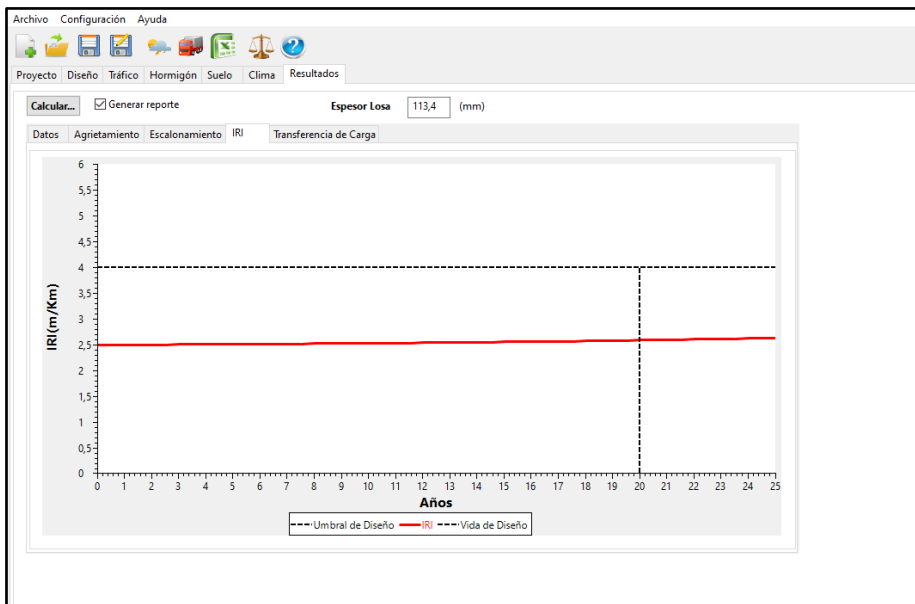 Archivo Configuración Ayuda
Proyecto Diseño Tráfico Hormigón Suelo Clima Resultados
Calcular... Generar reporte Espesor Losa 113,4 (mm)
Datos Agrietamiento Escalonamiento IRI Transferencia de Carga
6
5,5
5
4,5
4
3,5
3
2,5
2
1,5
1
0,5
0
IRI(m/Km)
0 1 2 3 4 5 6 7 8 9 10 11 12 13 14 15 16 17 18 19 20 21 22 23 24 25
Años
Umbral de Diseño IRI Vida de Diseño